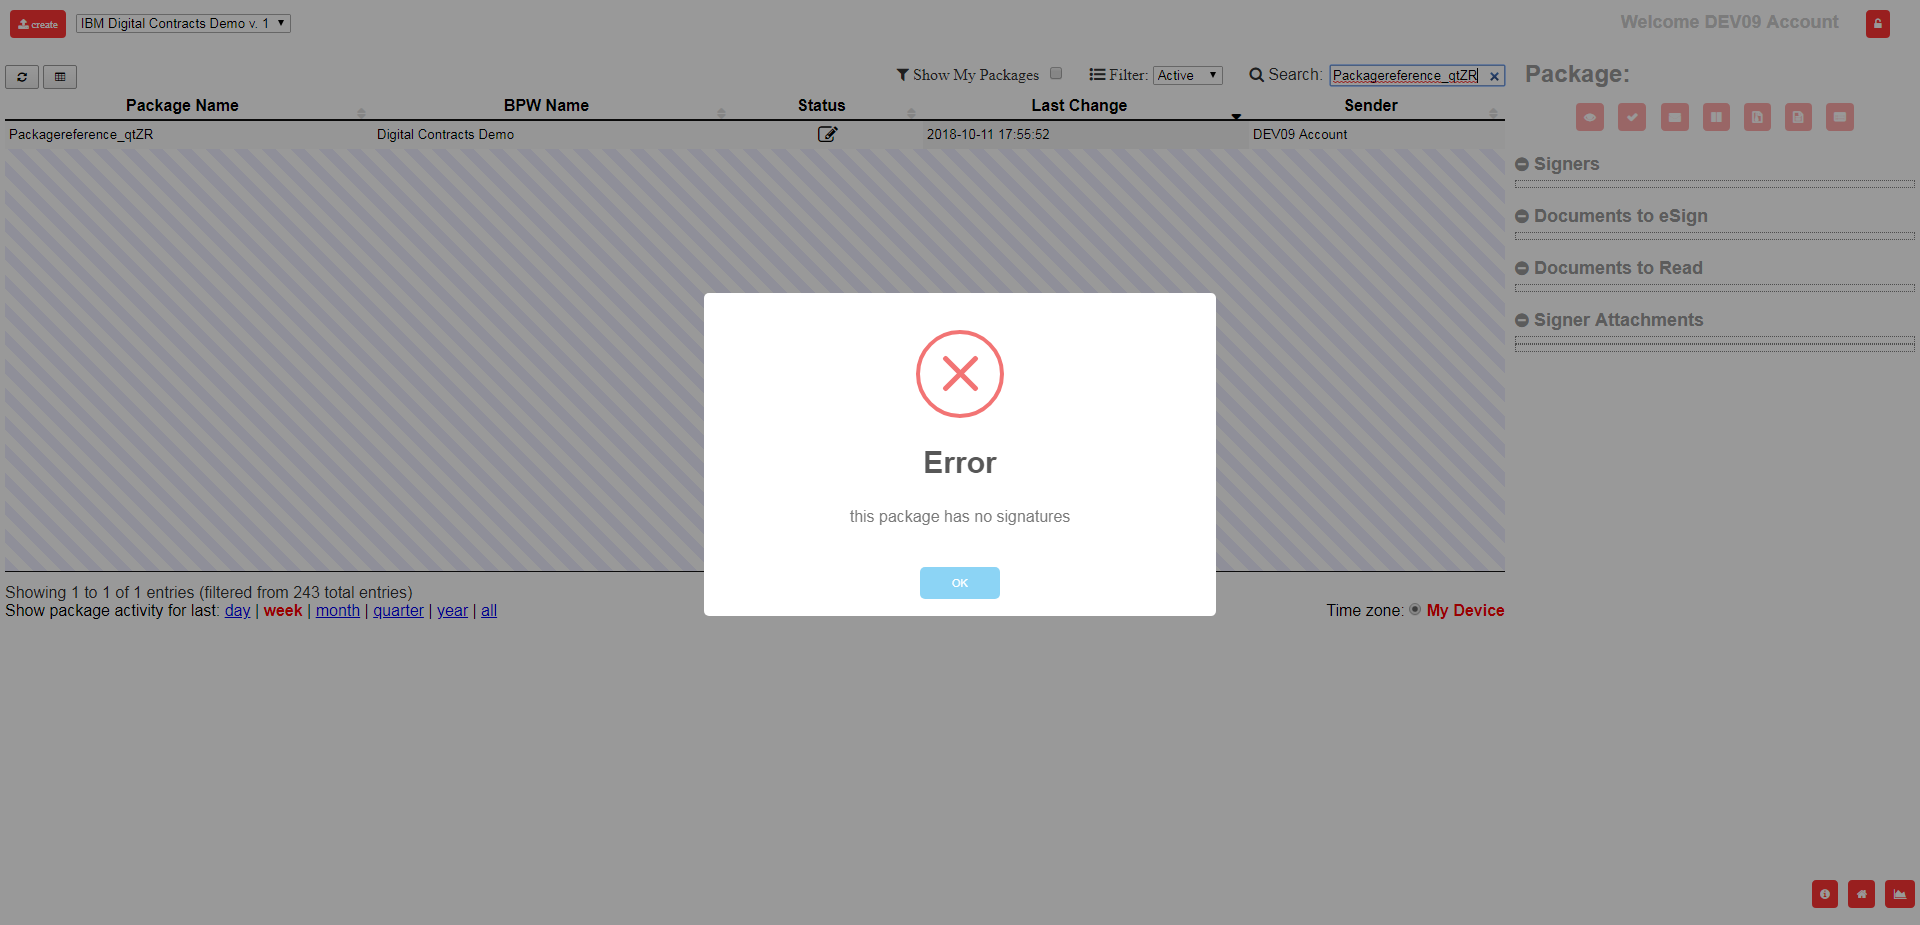 create
IBM Digital Contracts Demo v. 1
Welcome DEV09 Account
Show My Packages
Filter: Active
Search: Packagereference_qtZR
Package:
Package Name BPW Name Status Last Change Sender
Packagereference_qtZR Digital Contracts Demo 2018-10-11 17:55:52 DEV09 Account
Signers
Documents to eSign
Documents to Read
Signer Attachments
Error
this package has no signatures
OK
Showing 1 to 1 of 1 entries (filtered from 243 total entries)
Show package activity for last: day | week | month | quarter | year | all
Time zone: My Device